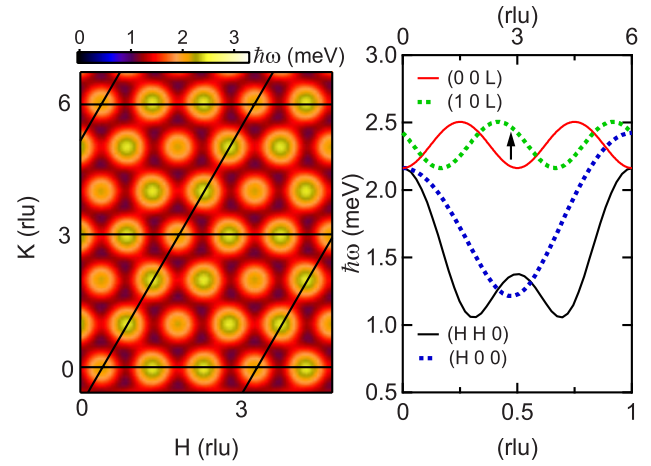 0 1 2 3 ħω (meV)
6
3
0
K (rlu)
0 3
H (rlu)
(rlu)
0 3 6
3.0
2.5
2.0
1.5
1.0
0.5
ħω (meV)
(0 0 L)
(1 0 L)
(H H 0)
(H 0 0)
0 0.5 1
(rlu)